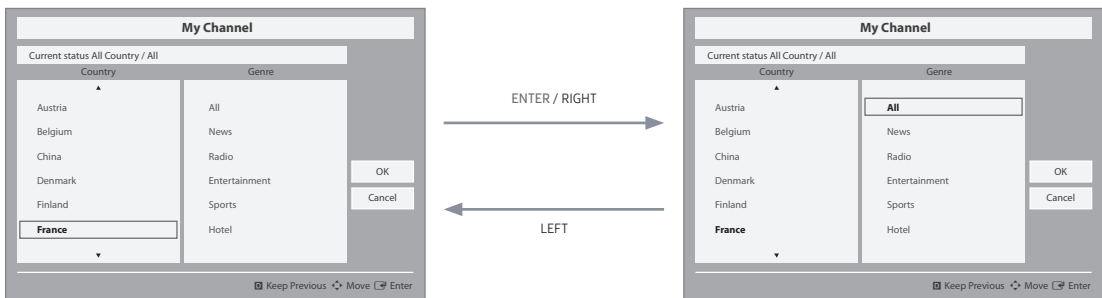 My Channel
Current status All Country / All
Country
Genre
Austria
Belgium
China
Denmark
Finland
France
All
News
Radio
Entertainment
Sports
Hotel
OK
Cancel
D Keep Previous Move Enter
ENTER / RIGHT
LEFT
My Channel
Current status All Country / All
Country
Genre
Austria
Belgium
China
Denmark
Finland
France
All
News
Radio
Entertainment
Sports
Hotel
OK
Cancel
D Keep Previous Move Enter